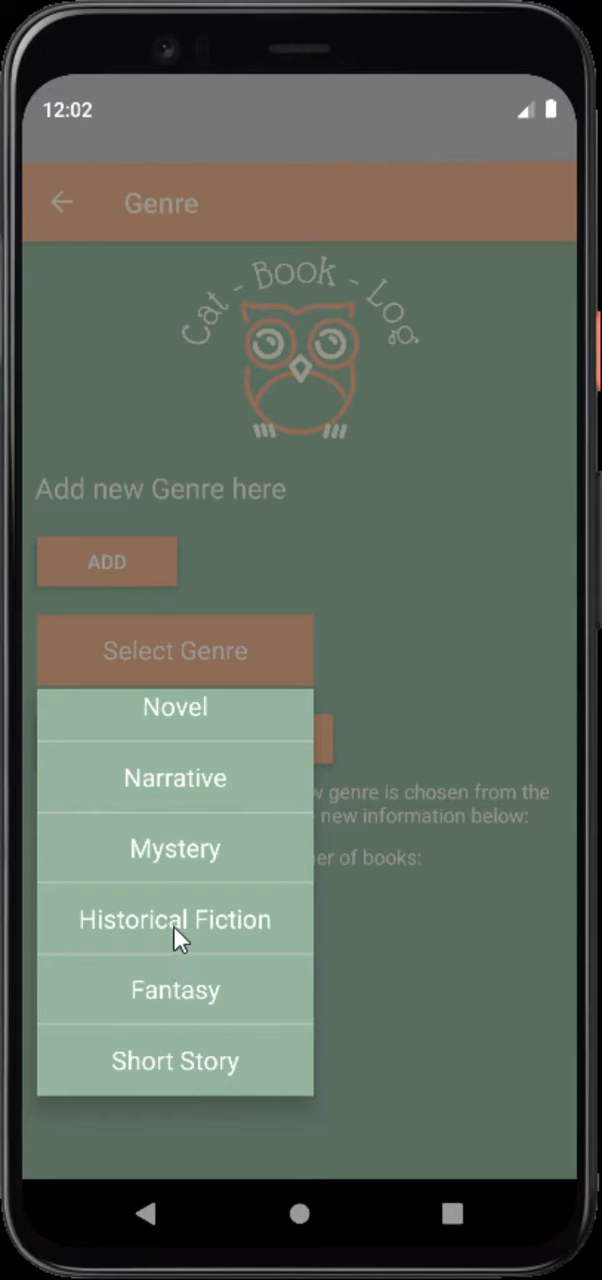 12:02
Genre
Cat - Book - Log
Add new Genre here
ADD
Select Genre
Novel
Narrative
genre is chosen from the
new information below:
Mystery
of books:
Historical Fiction
Fantasy
Short Story